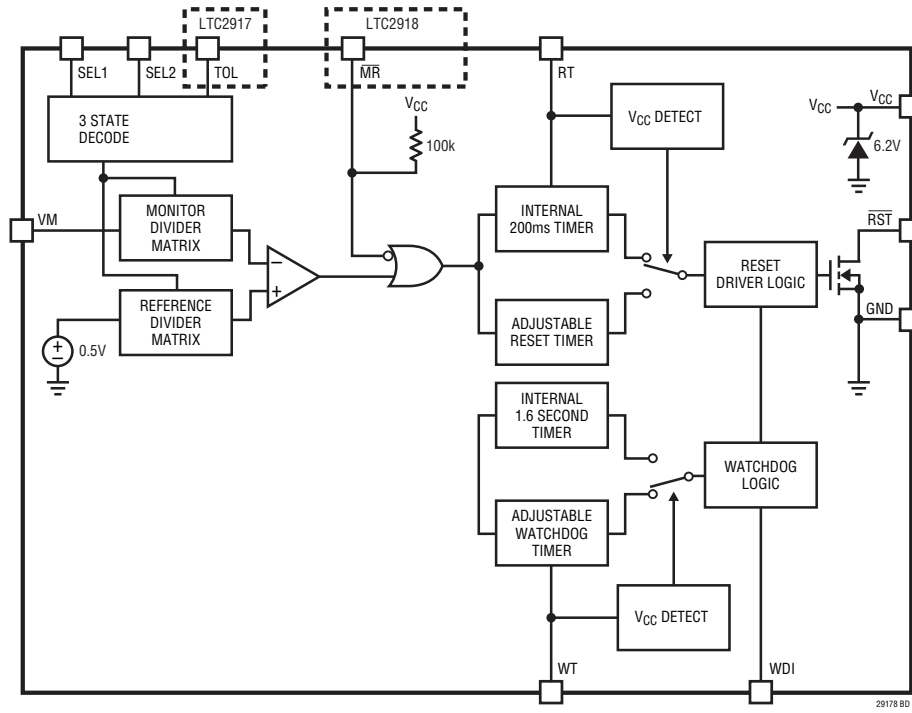 LTC2917
LTC2918
SEL1
SEL2
TOL
MR
RT
VCC
VCC
3 STATE
DECODE
VCC
100k
VCC DETECT
6.2V
VM
MONITOR
DIVIDER
MATRIX
INTERNAL
200ms TIMER
RST
RESET
DRIVER LOGIC
REFERENCE
DIVIDER
MATRIX
ADJUSTABLE
RESET TIMER
GND
+
−
0.5V
−
+
INTERNAL
1.6 SECOND
TIMER
WATCHDOG
LOGIC
ADJUSTABLE
WATCHDOG
TIMER
VCC DETECT
WT
WDI
29178 BD